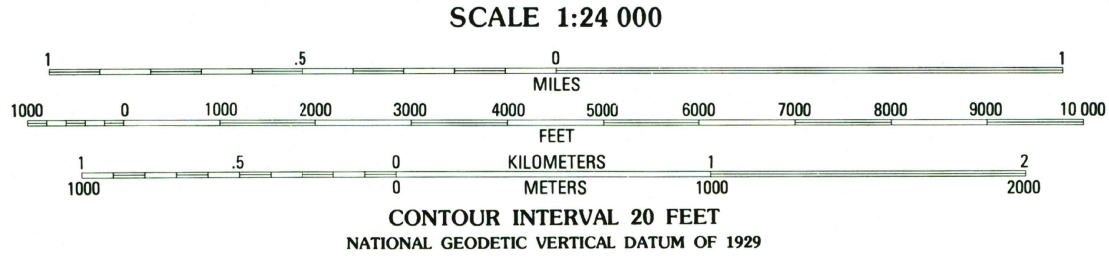 SCALE 1:24 000
1 .5 0 1
MILES
1000 0 1000 2000 3000 4000 5000 6000 7000 8000 9000 10 000
FEET
1 .5 0 KILOMETERS 1 2
1000 0 METERS 1000 2000
CONTOUR INTERVAL 20 FEET
NATIONAL GEODETIC VERTICAL DATUM OF 1929